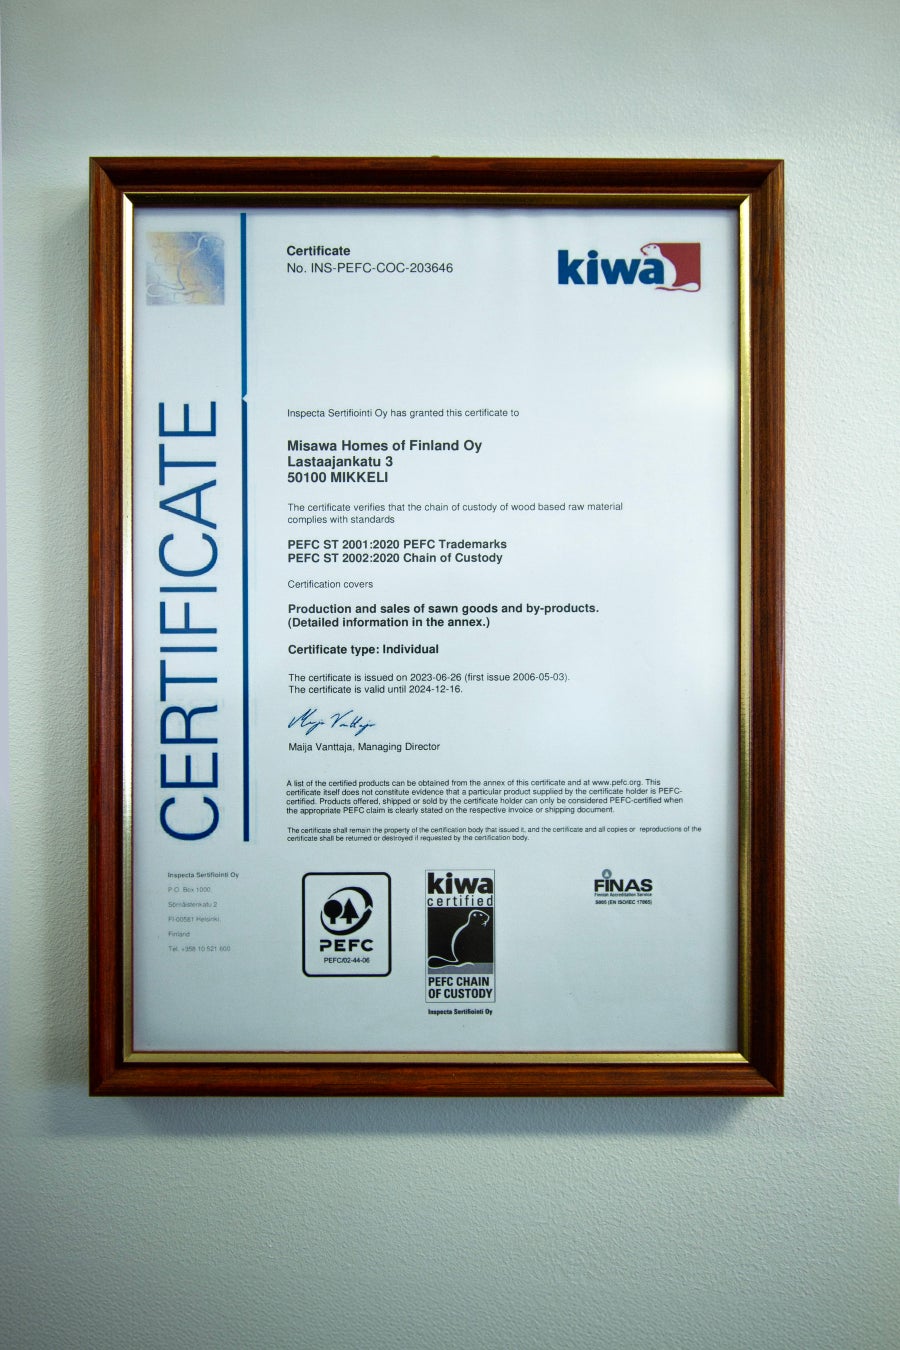 Certificate
No. INS-PEFC-COC-203646
kiwa
CERTIFICATE
Inspecta Sertifiointi Oy has granted this certificate to
Misawa Homes of Finland Oy
Lastaajankatu 3
50100 MIKKELI
The certificate verifies that the chain of custody of wood based raw material
complies with standards
PEFC ST 2001:2020 PEFC Trademarks
PEFC ST 2002:2020 Chain of Custody
Certification covers
Production and sales of sawn goods and by-products.
(Detailed information in the annex.)
Certificate type: Individual
The certificate is issued on 2023-06-26 (first issue 2006-05-03).
The certificate is valid until 2024-12-16.
Maija Vanttaja
Maija Vanttaja, Managing Director
A list of the certified products can be obtained from the annex of this certificate and at www.pefc.org. This
certificate itself does not constitute evidence that a particular product supplied by the certificate holder is PEFC-
certified. Products offered, shipped or sold by the certificate holder can only be considered PEFC-certified when
the appropriate PEFC claim is clearly stated on the respective invoice or shipping document.
The certificate shall remain the property of the certification body that issued it, and the certificate and all copies or reproductions of the
certificate shall be returned or destroyed if requested by the certification body.
Inspecta Sertifiointi Oy
P.O. Box 1000,
Sörnäistenkatu 2
FI-00581 Helsinki,
Finland
Tel. +358 10 521 600
PEFC
PEFC/02-44-06
kiwa
certified
PEFC CHAIN
OF CUSTODY
Inspecta Sertifiointi Oy
FINAS
Finnish Accreditation Service
S005 (EN ISO/IEC 17065)